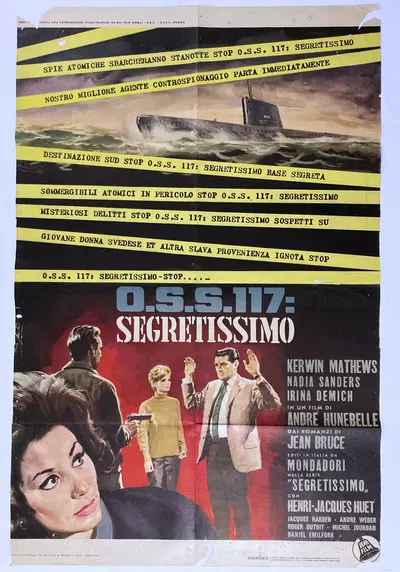 SPIE ATOMICHE SBARCHERANNO STANOTTE STOP O.S.S. 117: SEGRETISSIMO
NOSTRO MIGLIORE AGENTE CONTROSPIONAGGIO PARTA IMMEDIATAMENTE
DESTINAZIONE SUD STOP O.S.S. 117: SEGRETISSIMO BASE SEGRETA
SOMMERGIBILI ATOMICI IN PERICOLO STOP O.S.S. 117: SEGRETISSIMO
MISTERIOSI DELITTI STOP O.S.S. 117: SEGRETISSIMO SOSPETTI SU
GIOVANE DONNA SVEDESE ET ALTRA SLAVA PROVENIENZA IGNOTA STOP
O.S.S. 117: SEGRETISSIMO-STOP.....
O.S.S.117:
SEGRETISSIMO
KERWIN MATHEWS
NADIA SANDERS
IRINA DEMICH
IN UN FILM DI
ANDRÉ HUNEBELLE
DAI ROMANZI DI
JEAN BRUCE
EDITI IN ITALIA DA
MONDADORI
NELLA SERIE
"SEGRETISSIMO"
CON
HENRI-JACQUES HUET
JACQUES HARDEN - ANDRE WEBER
ROGER DUTOIT - MICHEL JOURDAN
DANIEL EMILFORK
FILM